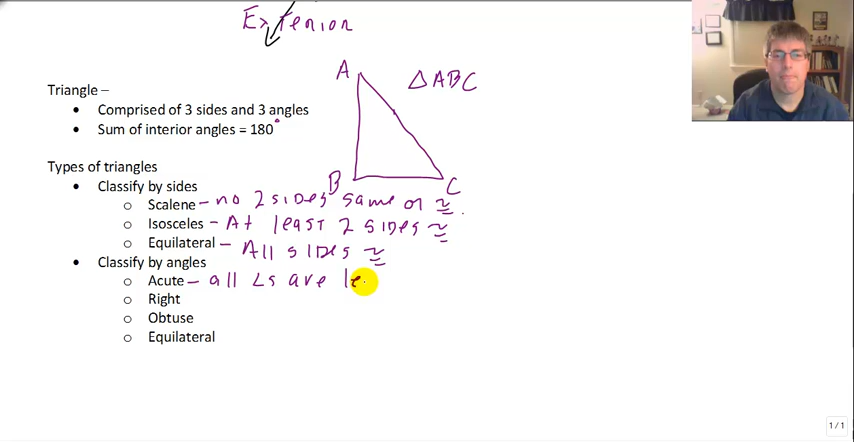 Extension
A
△ABC
Triangle –
• Comprised of 3 sides and 3 angles
• Sum of interior angles = 180°
B
C
Types of triangles
• Classify by sides
o Scalene – no 2 sides same or ≅.
o Isosceles – At least 2 sides ≅
o Equilateral – All sides ≅
• Classify by angles
o Acute – all ∠s are le
o Right
o Obtuse
o Equilateral
1 / 1